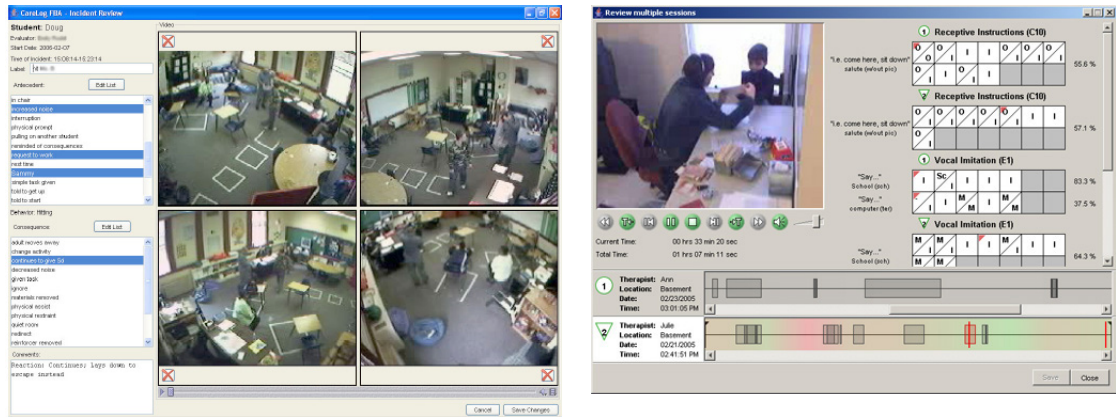 CareLog FBA - Incident Review
Student: Doug
Evaluator:
Start Date: 2006-02-07
Time of Incident: 15:08:14-15:23:14
Label:
Antecedent:
Edit List
in chair
increased noise
interruption
physical prompt
pulling on another student
reminded of consequences
request to work
rest time
Sammy
simple task given
told to get up
told to start
Behavior: Hitting
Consequence:
Edit List
adult moves away
change activity
continues to give Sd
decreased noise
given task
ignore
materials removed
physical assist
physical restraint
quiet room
redirect
reinforcer removed
Comments:
Reaction: Continues; Lays down to
escape instead
Video
Cancel
Save Changes
Review multiple sessions
Current Time: 00 hrs 33 min 20 sec
Total Time: 01 hrs 07 min 11 sec
1 Receptive Instructions (C10)
"i.e. come here, sit down"
salute (w/out pic)
O O I I O O O
O I I I I
I O I
I I
55.6 %
2 Receptive Instructions (C10)
"i.e. come here, sit down"
salute (w/out pic)
O O O O O I I
I I I I I
O
I
57.1 %
1 Vocal Imitation (E1)
"Say..."
School (sch)
I Sc I I I
I
83.3 %
"Say..."
computer (ter)
I I M I M
I M M
37.5 %
2 Vocal Imitation (E1)
"Say..."
School (sch)
M M I I M I I
M I I
64.3 %
1 Therapist: Ann
Location: Basement
Date: 02/23/2005
Time: 03:01:05 PM
2 Therapist: Julie
Location: Basement
Date: 02/21/2005
Time: 02:41:51 PM
Save
Close